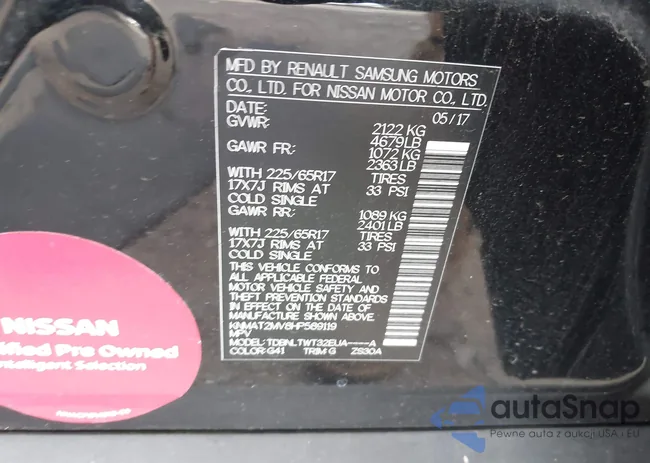 MFD BY RENAULT SAMSUNG MOTORS
CO., LTD. FOR NISSAN MOTOR CO., LTD.
DATE: 05/17
GVWR: 2122 KG
4679 LB
GAWR FR: 1072 KG
2363 LB
WITH 225/65R17 TIRES
17X7J RIMS AT 33 PSI
COLD SINGLE
GAWR RR: 1089 KG
2401 LB
WITH 225/65R17 TIRES
17X7J RIMS AT 33 PSI
COLD SINGLE
THIS VEHICLE CONFORMS TO
ALL APPLICABLE FEDERAL
MOTOR VEHICLE SAFETY AND
THEFT PREVENTION STANDARDS
IN EFFECT ON THE DATE OF
MANUFACTURE SHOWN ABOVE.
KNMAT2MV8HP569119
MPV
MODEL: TDBNLTWT32EUA----A
COLOR: G41 TRIM: G ZS30A
NISSAN
ified Pre Owned
ntelligent Selection
autaSnap
Pewne auta z aukcji USA i EU